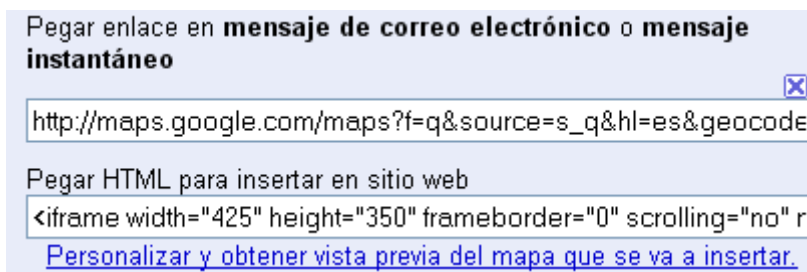 Pegar enlace en mensaje de correo electrónico o mensaje
instantáneo
http://maps.google.com/maps?f=q&source=s_q&hl=es&geocode
Pegar HTML para insertar en sitio web
<iframe width="425" height="350" frameborder="0" scrolling="no" r
Personalizar y obtener vista previa del mapa que se va a insertar.